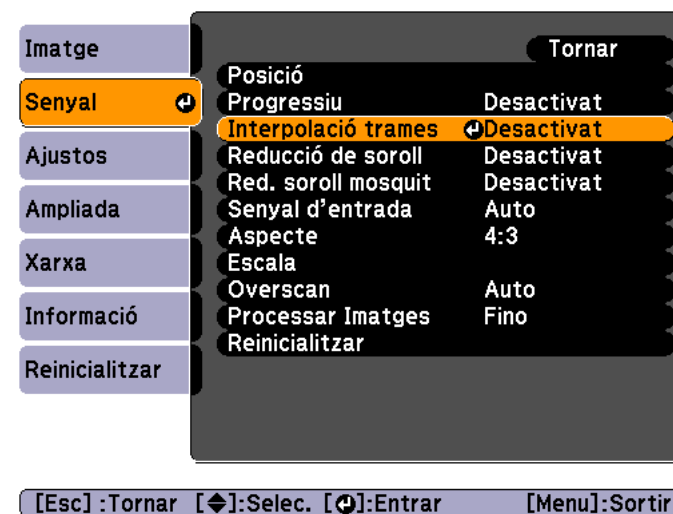 Imatge
Senyal
Ajustos
Ampliada
Xarxa
Informació
Reinicialitzar
Tornar
Posició
Progressiu Desactivat
Interpolació trames Desactivat
Reducció de soroll Desactivat
Red. soroll mosquit Desactivat
Senyal d'entrada Auto
Aspecte 4:3
Escala
Overscan Auto
Processar Imatges Fino
Reinicialitzar
[Esc] :Tornar [◆]:Selec. [⏎]:Entrar [Menu]:Sortir